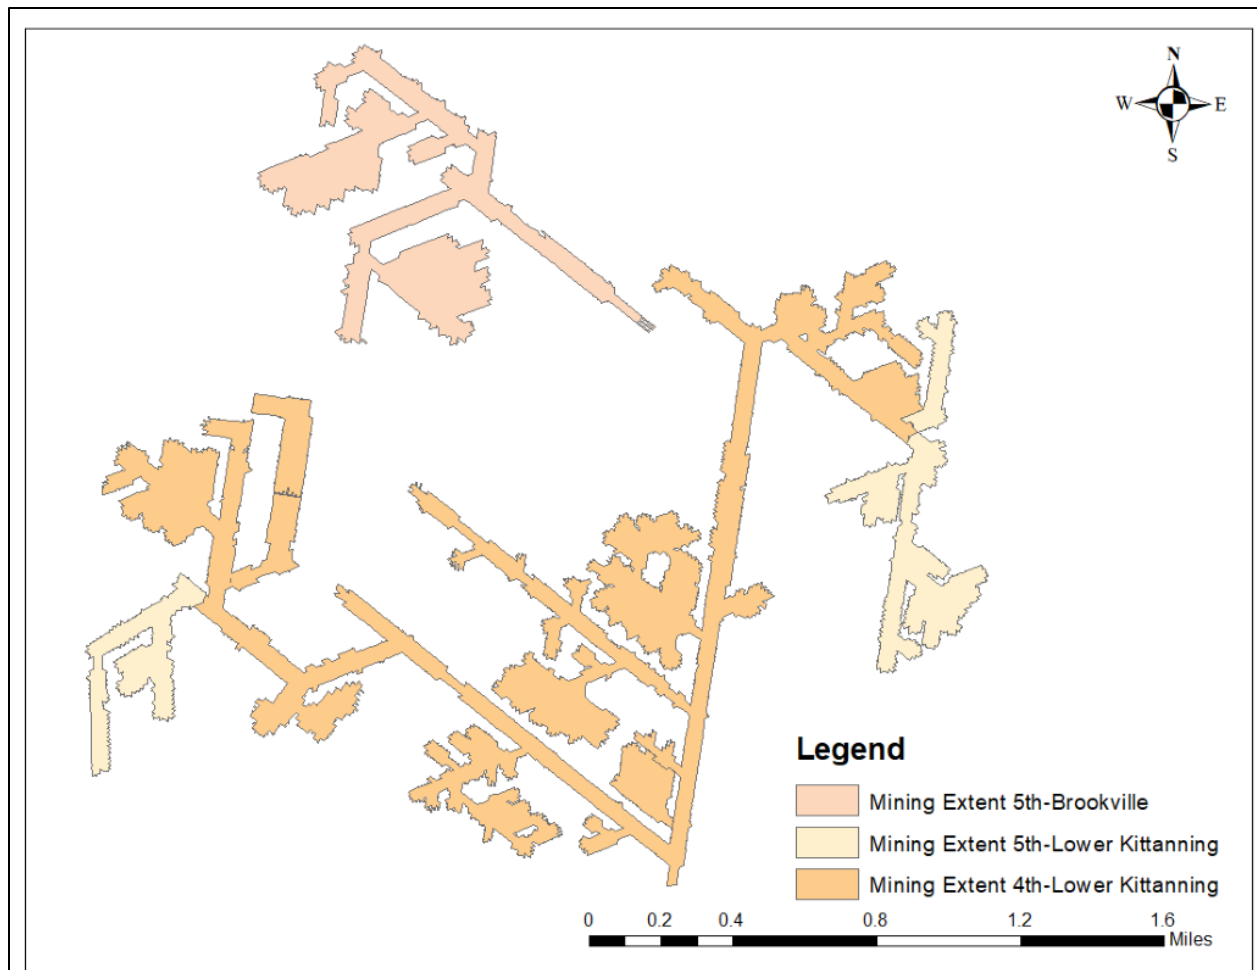 N
W E
S
Legend
Mining Extent 5th-Brookville
Mining Extent 5th-Lower Kittanning
Mining Extent 4th-Lower Kittanning
0 0.2 0.4 0.8 1.2 1.6
Miles